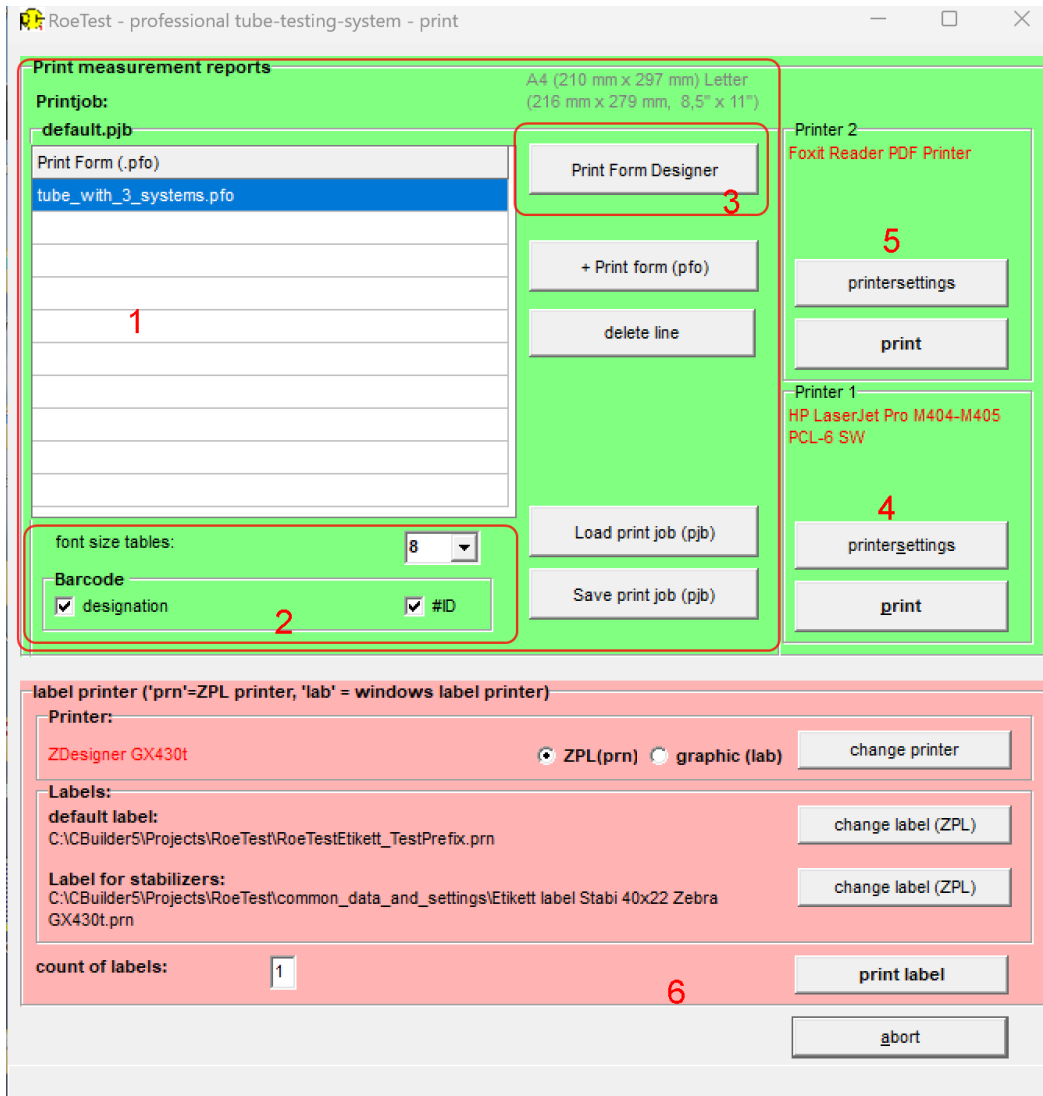 RoeTest - professional tube-testing-system - print
Print measurement reports
A4 (210 mm x 297 mm) Letter
(216 mm x 279 mm, 8,5" x 11")
Printjob:
default.pjb
Print Form (.pfo)
tube_with_3_systems.pfo
1
Print Form Designer
3
+ Print form (pfo)
delete line
Load print job (pjb)
Save print job (pjb)
font size tables:
8
Barcode
designation
#ID
2
Printer 2
Foxit Reader PDF Printer
5
printersettings
print
Printer 1
HP LaserJet Pro M404-M405
PCL-6 SW
4
printersettings
print
label printer ('prn'=ZPL printer, 'lab' = windows label printer)
Printer:
ZDesigner GX430t
ZPL(prn)
graphic (lab)
change printer
Labels:
default label:
C:\CBuilder5\Projects\RoeTest\RoeTestEtikett_TestPrefix.prn
change label (ZPL)
Label for stabilizers:
C:\CBuilder5\Projects\RoeTest\common_data_and_settings\Etikett label Stabi 40x22 Zebra
GX430t.prn
change label (ZPL)
count of labels:
1
6
print label
abort